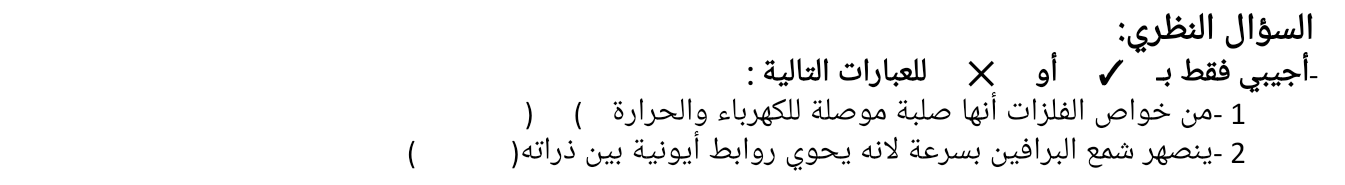 السؤال النظري:
-أجيبي فقط بـ ✓ أو × للعبارات التالية :
1 -من خواص الفلزات أنها صلبة موصلة للكهرباء والحرارة ( )
2 -ينصهر شمع البرافين بسرعة لانه يحوي روابط أيونية بين ذراته( )